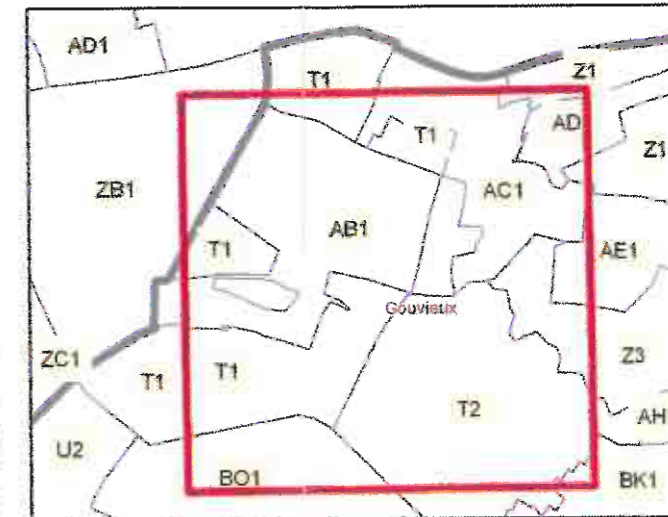 AD1
Z1
T1
AD
T1
Z1
ZB1
AC1
AB1
T1
AE1
Gouvieux
ZC1
T1
T1
Z3
T2
AH
U2
BO1
BK1